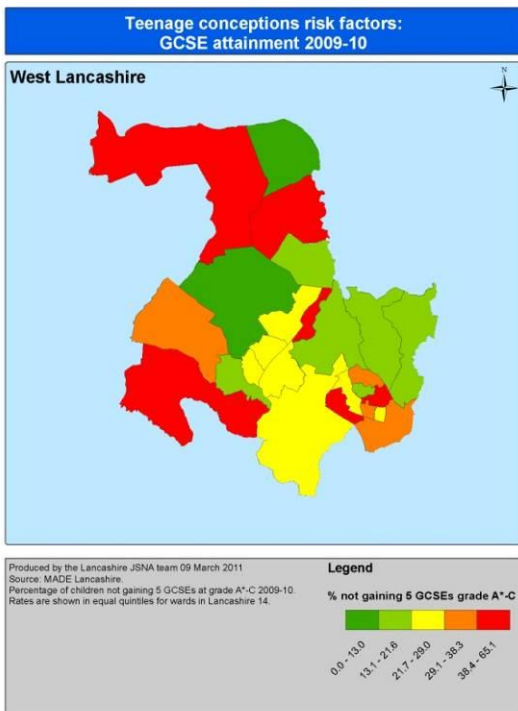 Teenage conceptions risk factors:
GCSE attainment 2009-10
West Lancashire
N
Produced by the Lancashire JSNA team 09 March 2011
Source: MADE Lancashire.
Percentage of children not gaining 5 GCSEs at grade A*-C 2009-10.
Rates are shown in equal quintiles for wards in Lancashire 14.
Legend
% not gaining 5 GCSEs grade A*-C
0.0 - 13.0
13.1 - 21.6
21.7 - 29.0
29.1 - 38.3
38.4 - 65.1